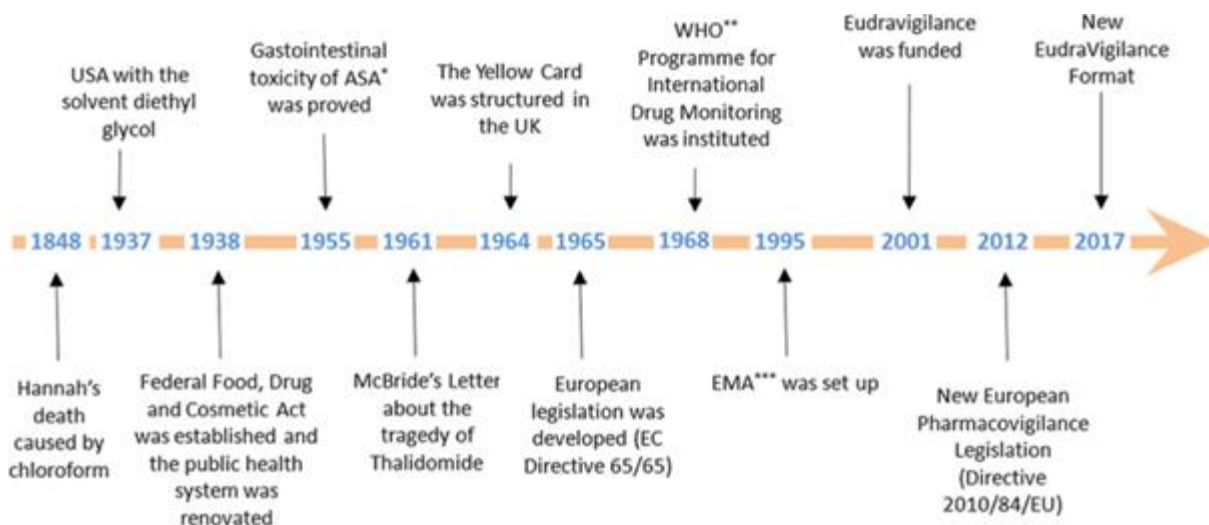 USA with the
solvent diethyl
glycol
Gastointestinal
toxicity of ASA*
was proved
The Yellow Card
was structured in
the UK
WHO**
Programme for
International
Drug Monitoring
was instituted
Eudravigilance
was funded
New
EudraVigilance
Format
1848 1937 1938 1955 1961 1964 1965 1968 1995 2001 2012 2017
Hannah's
death
caused by
chloroform
Federal Food, Drug
and Cosmetic Act
was established and
the public health
system was
renovated
McBride's Letter
about the
tragedy of
Thalidomide
European
legislation was
developed (EC
Directive 65/65)
EMA*** was set up
New European
Pharmacovigilance
Legislation
(Directive
2010/84/EU)